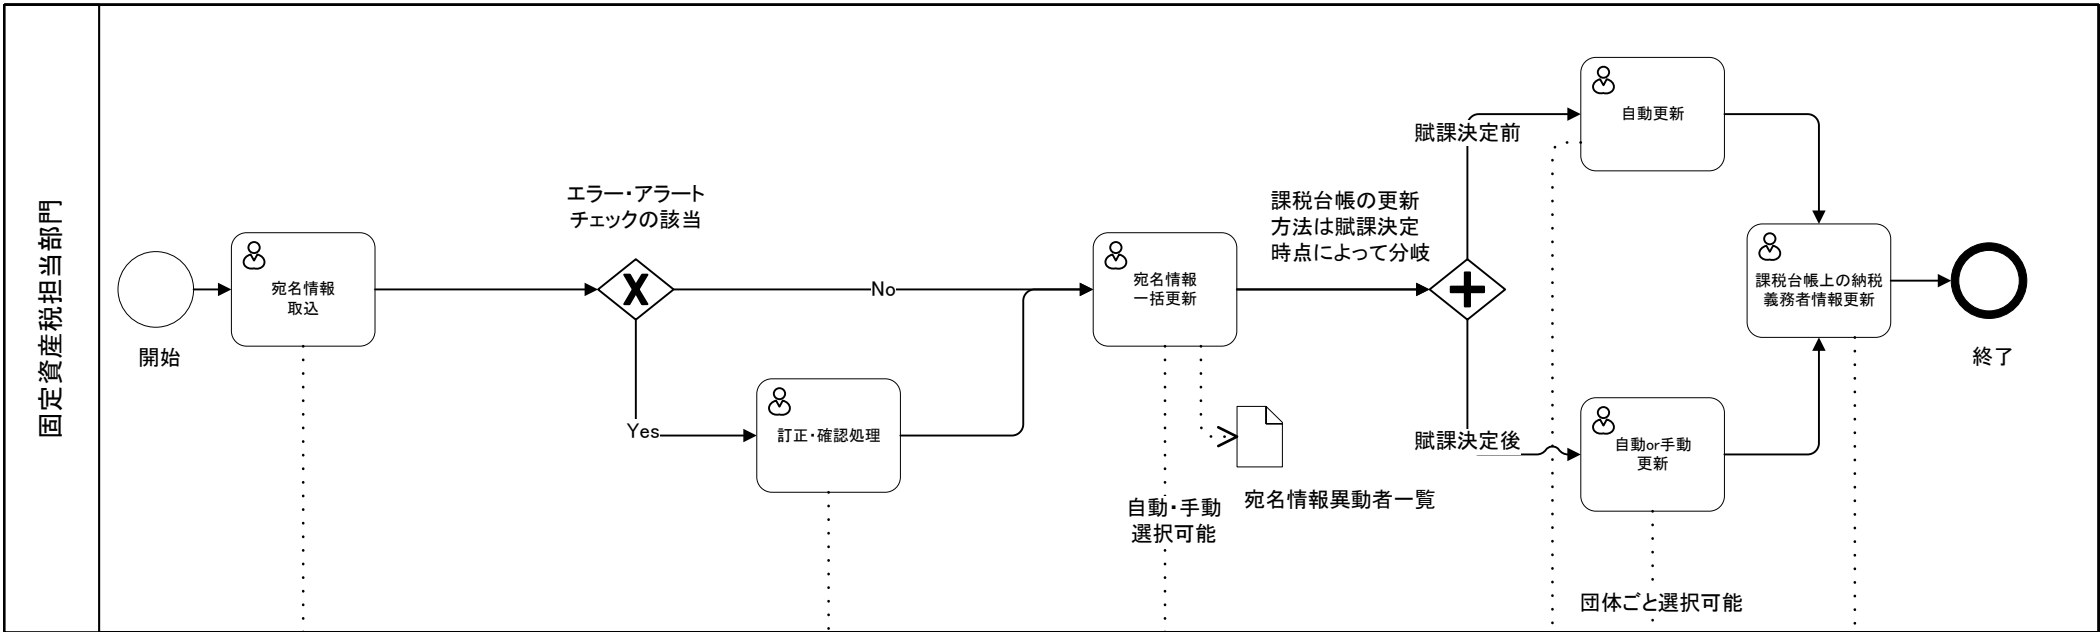 固定資産税担当部門
開始
宛名情報
取込
エラー・アラート
チェックの該当
No
Yes
訂正・確認処理
宛名情報
一括更新
自動・手動
選択可能
宛名情報異動者一覧
課税台帳の更新
方法は賦課決定
時点によって分岐
賦課決定前
賦課決定後
自動更新
自動or手動
更新
団体ごと選択可能
課税台帳上の納税
義務者情報更新
終了